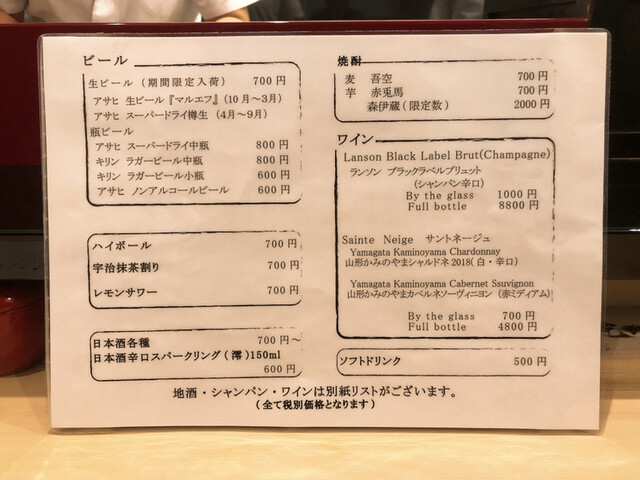 ビール
生ビール (期間限定入荷) 700円
アサヒ 生ビール『マルエフ』(10月～3月)
アサヒ スーパードライ樽生 (4月～9月)
瓶ビール
アサヒ スーパードライ中瓶 800円
キリン ラガービール中瓶 800円
キリン ラガービール小瓶 600円
アサヒ ノンアルコールビール 600円
ハイボール 700円
宇治抹茶割り 700円
レモンサワー 700円
日本酒各種 700円～
日本酒辛口スパークリング(澪)150ml
600円
焼酎
麦 吾空 700円
芋 赤兎馬 700円
森伊蔵(限定数) 2000円
ワイン
Lanson Black Label Brut(Champagne)
ランソン ブラックラベルブリュット
(シャンパン辛口)
By the glass 1000円
Full bottle 8800円
Sainte Neige サントネージュ
Yamagata Kaminoyama Chardonnay
山形かみのやまシャルドネ2018(白・辛口)
Yamagata Kaminoyama Cabernet Ssuvignon
山形かみのやまカベルネソーヴィニヨン (赤ミディアム)
By the glass 700円
Full bottle 4800円
ソフトドリンク 500円
地酒・シャンパン・ワインは別紙リストがございます。
(全て税別価格となります)